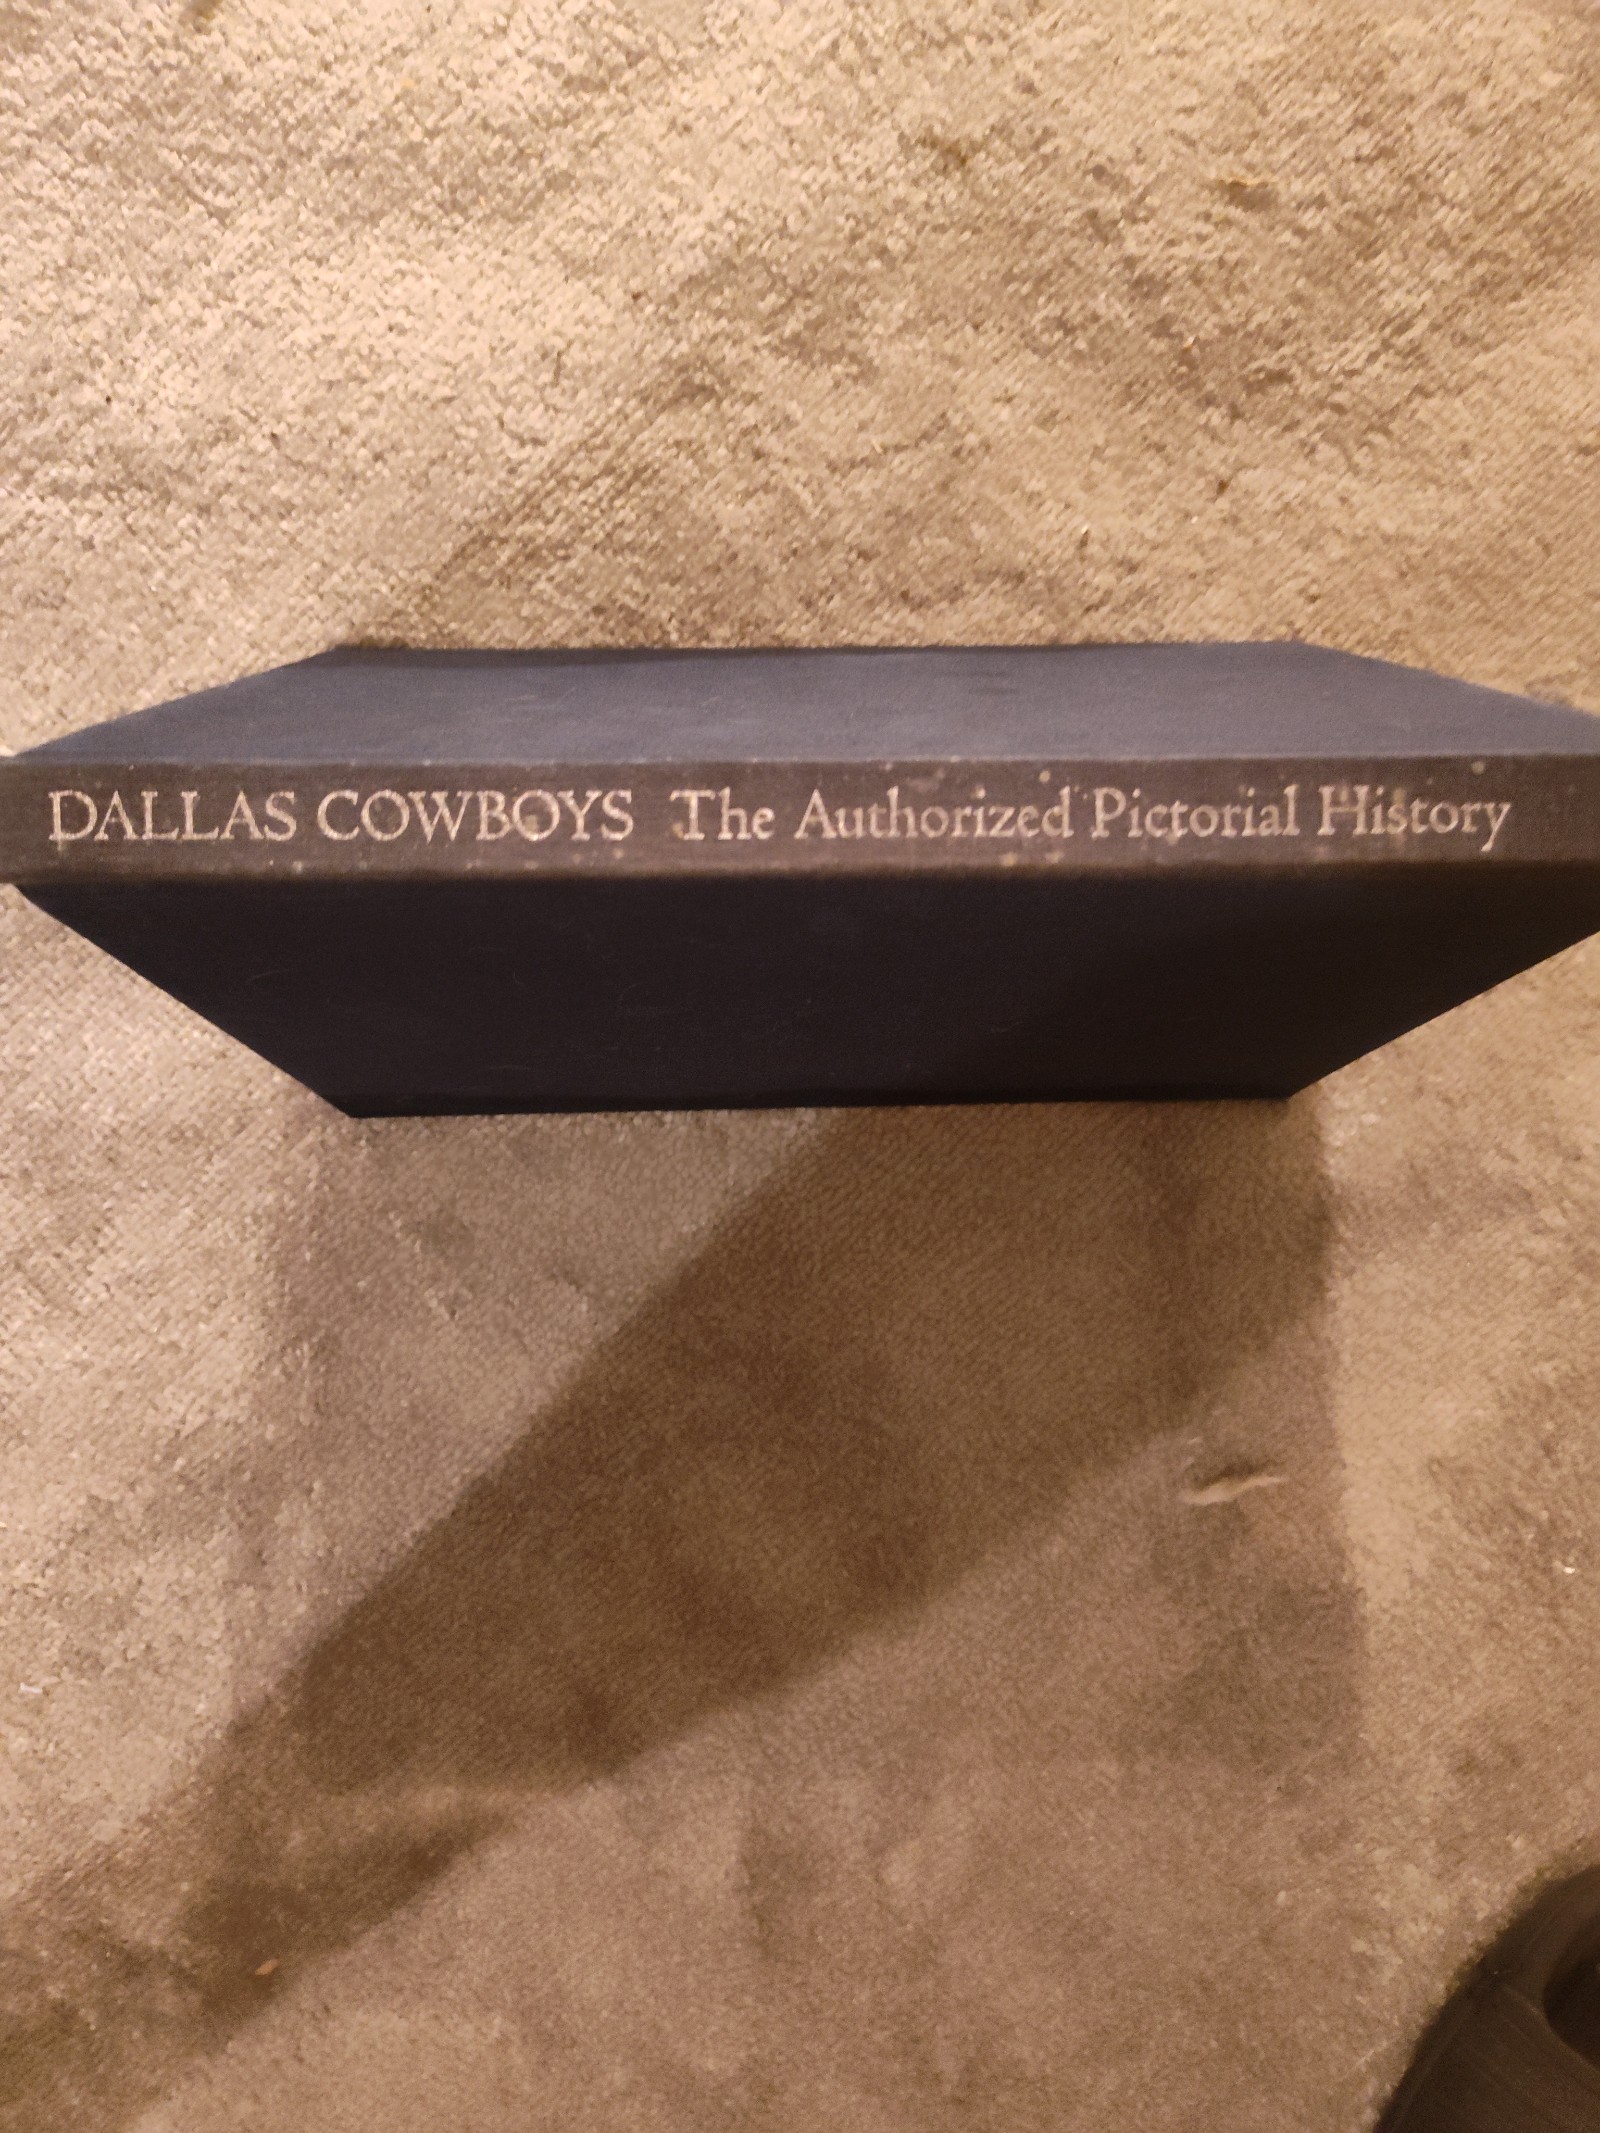 DALLAS COWBOYS The Authorized Pictorial History